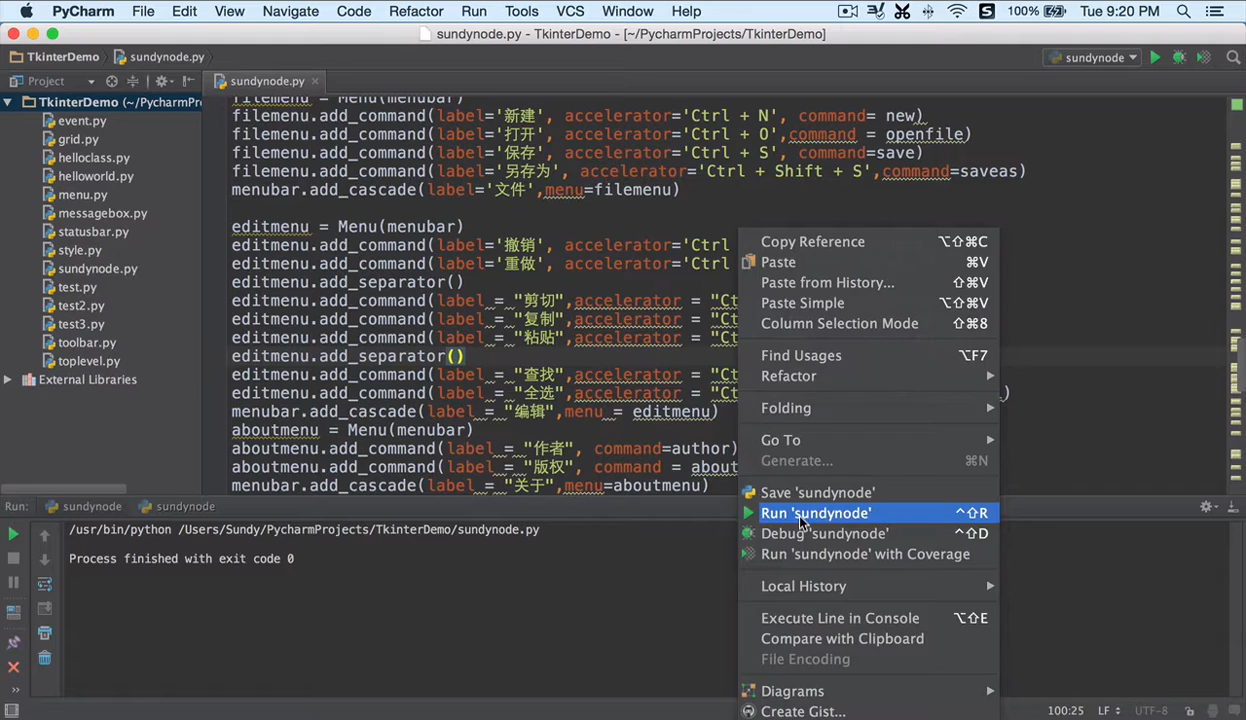 PyCharm File Edit View Navigate Code Refactor Run Tools VCS Window Help 100% Tue 9:20 PM
sundynode.py - TkinterDemo - [~/PycharmProjects/TkinterDemo]
TkinterDemo sundynode.py sundynode
Project sundynode.py
TkinterDemo (~/PycharmPr
event.py
grid.py
helloclass.py
helloworld.py
menu.py
messagebox.py
statusbar.py
style.py
sundynode.py
test.py
test2.py
test3.py
toolbar.py
toplevel.py
External Libraries
filemenu = Menu(menubar)
filemenu.add_command(label='新建', accelerator='Ctrl + N', command= new)
filemenu.add_command(label='打开', accelerator='Ctrl + O',command = openfile)
filemenu.add_command(label='保存', accelerator='Ctrl + S', command=save)
filemenu.add_command(label='另存为', accelerator='Ctrl + Shift + S',command=saveas)
menubar.add_cascade(label='文件',menu=filemenu)
editmenu = Menu(menubar)
editmenu.add_command(label='撤销', accelerator='Ctrl
editmenu.add_command(label='重做', accelerator='Ctrl
editmenu.add_separator()
editmenu.add_command(label = "剪切",accelerator = "Ct
editmenu.add_command(label = "复制",accelerator = "Ct
editmenu.add_command(label = "粘贴",accelerator = "Ct
editmenu.add_separator()
editmenu.add_command(label = "查找",accelerator = "Ct
editmenu.add_command(label = "全选",accelerator = "Ct )
menubar.add_cascade(label = "编辑",menu = editmenu)
aboutmenu = Menu(menubar)
aboutmenu.add_command(label = "作者", command=author)
aboutmenu.add_command(label = "版权", command = about
menubar.add_cascade(label = "关于",menu=aboutmenu)
Copy Reference ⌥⇧⌘C
Paste ⌘V
Paste from History... ⇧⌘V
Paste Simple ⌥⇧⌘V
Column Selection Mode ⇧⌘8
Find Usages ⌥F7
Refactor
Folding
Go To
Generate... ⌘N
Save 'sundynode'
Run 'sundynode' ^⇧R
Debug 'sundynode' ^⇧D
Run 'sundynode' with Coverage
Local History
Execute Line in Console ⌥⇧E
Compare with Clipboard
File Encoding
Diagrams
Create Gist...
Run: sundynode sundynode
/usr/bin/python /Users/Sundy/PycharmProjects/TkinterDemo/sundynode.py
Process finished with exit code 0
100:25 LF UTF-8